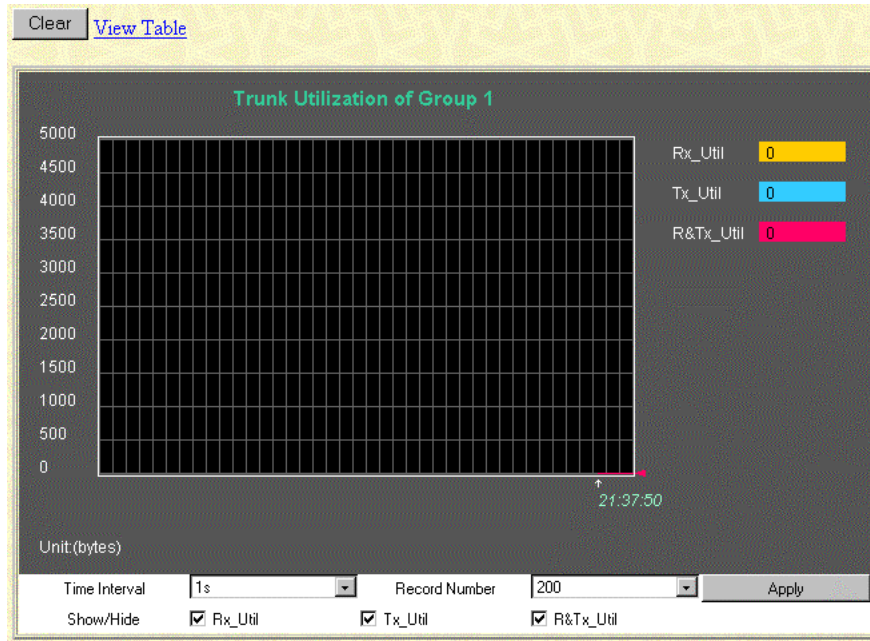 Clear View Table
Trunk Utilization of Group 1
5000
4500
4000
3500
3000
2500
2000
1500
1000
500
0
Rx_Util 0
Tx_Util 0
R&Tx_Util 0
21:37:50
Unit:(bytes)
Time Interval 1s Record Number 200 Apply
Show/Hide Rx_Util Tx_Util R&Tx_Util